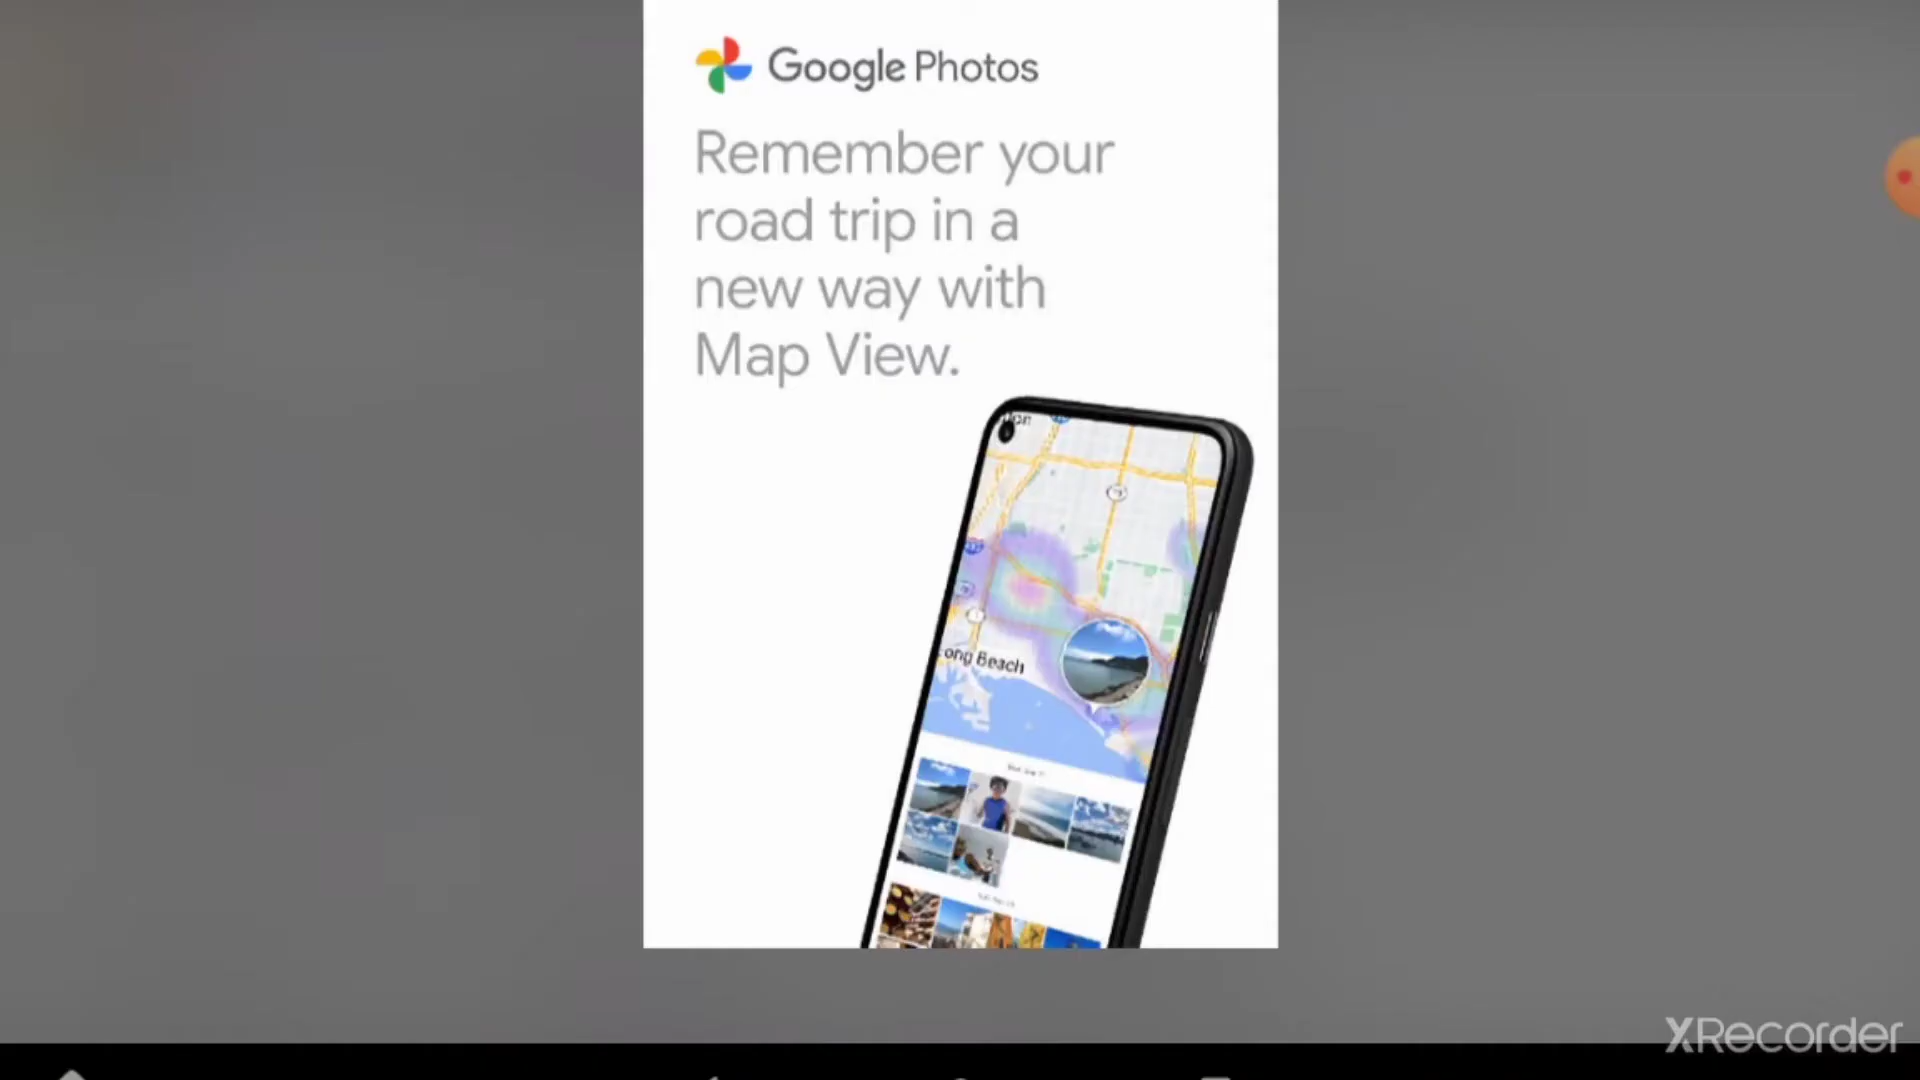 Google Photos
Remember your
road trip in a
new way with
Map View.
ong Beach
XRecorder